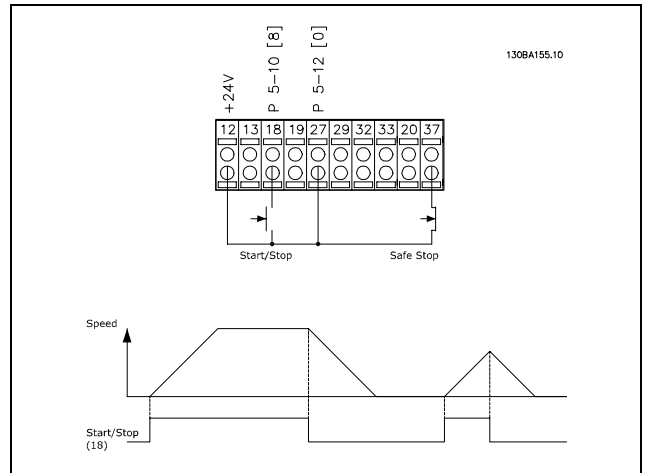 130BA155.10
+24V
P 5-10 [8]
P 5-12 [0]
12 13 18 19 27 29 32 33 20 37
Start/Stop
Safe Stop
Speed
Start/Stop
(18)